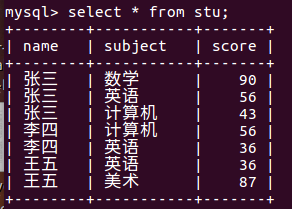 mysql> select * from stu;
+--------+-----------+-------+
| name | subject | score |
+--------+-----------+-------+
| 张三 | 数学 | 90 |
| 张三 | 英语 | 56 |
| 张三 | 计算机 | 43 |
| 李四 | 计算机 | 56 |
| 李四 | 英语 | 36 |
| 王五 | 英语 | 36 |
| 王五 | 美术 | 87 |
+--------+-----------+-------+